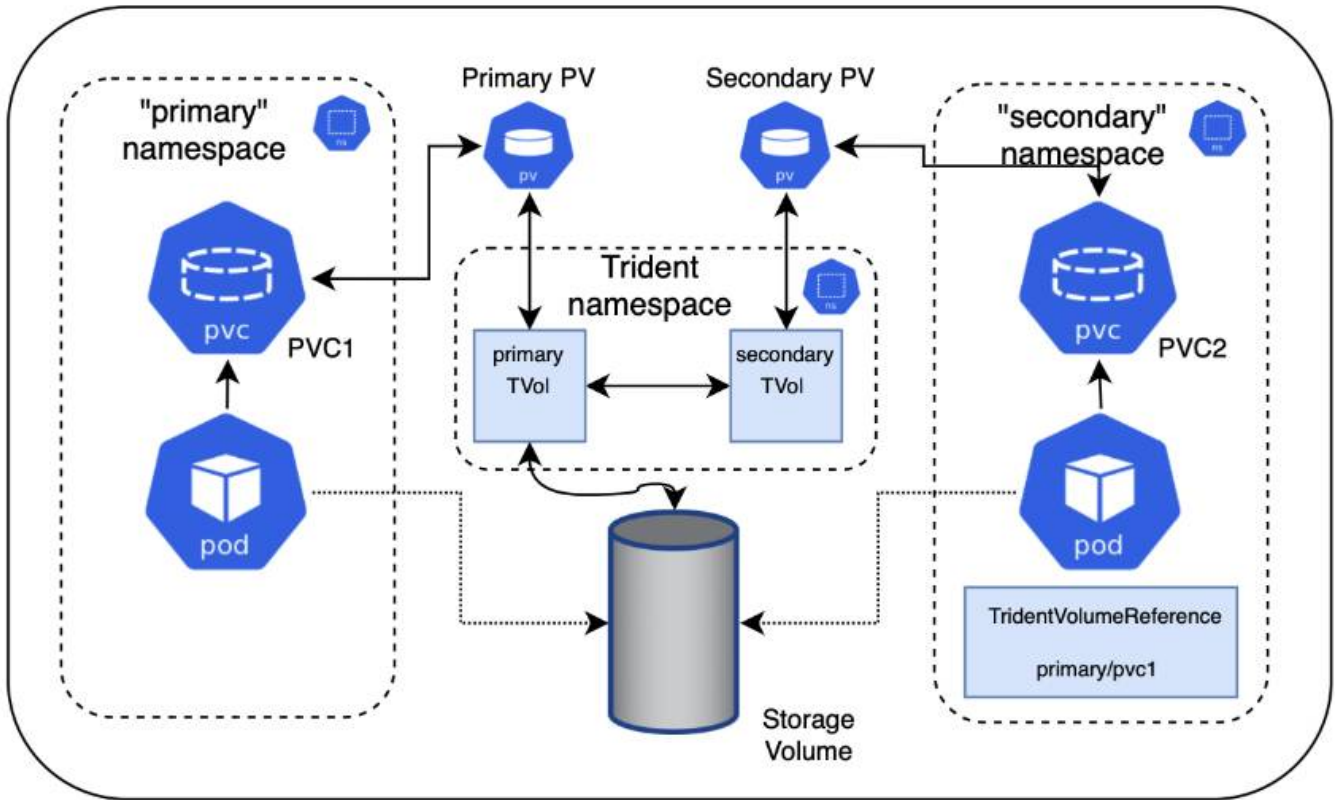 Primary PV
Secondary PV
"primary"
namespace
ns
pv
pv
"secondary"
namespace
ns
Trident
namespace
ns
pvc
PVC1
primary
TVol
secondary
TVol
pvc
PVC2
pod
pod
TridentVolumeReference
primary/pvc1
Storage
Volume